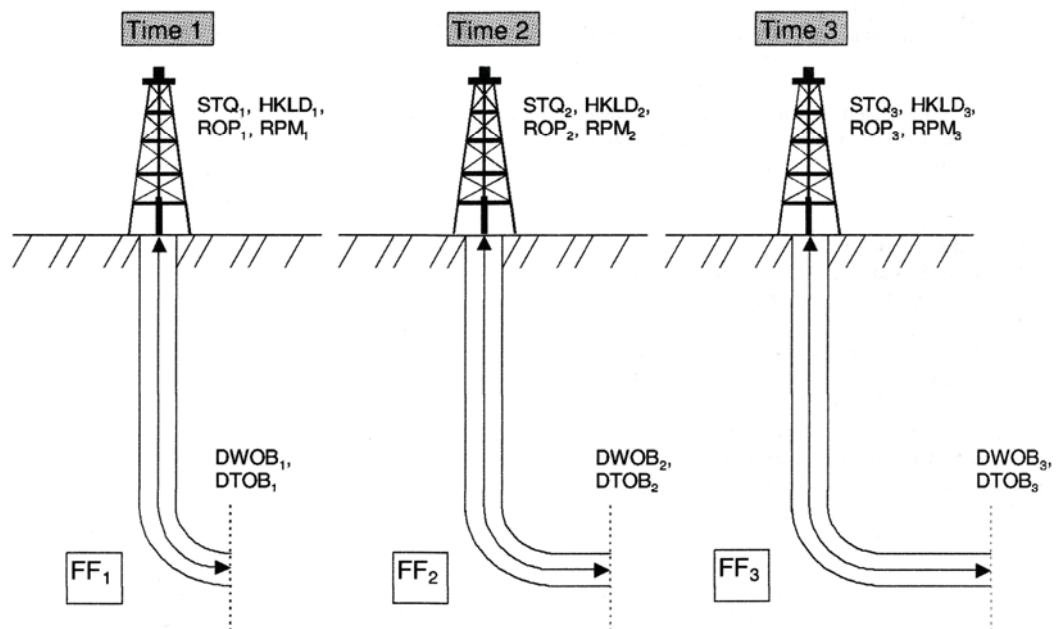 Time 1
STQ₁, HKLD₁,
ROP₁, RPM₁
DWOB₁,
DTOB₁
FF₁
Time 2
STQ₂, HKLD₂,
ROP₂, RPM₂
DWOB₂,
DTOB₂
FF₂
Time 3
STQ₃, HKLD₃,
ROP₃, RPM₃
DWOB₃,
DTOB₃
FF₃